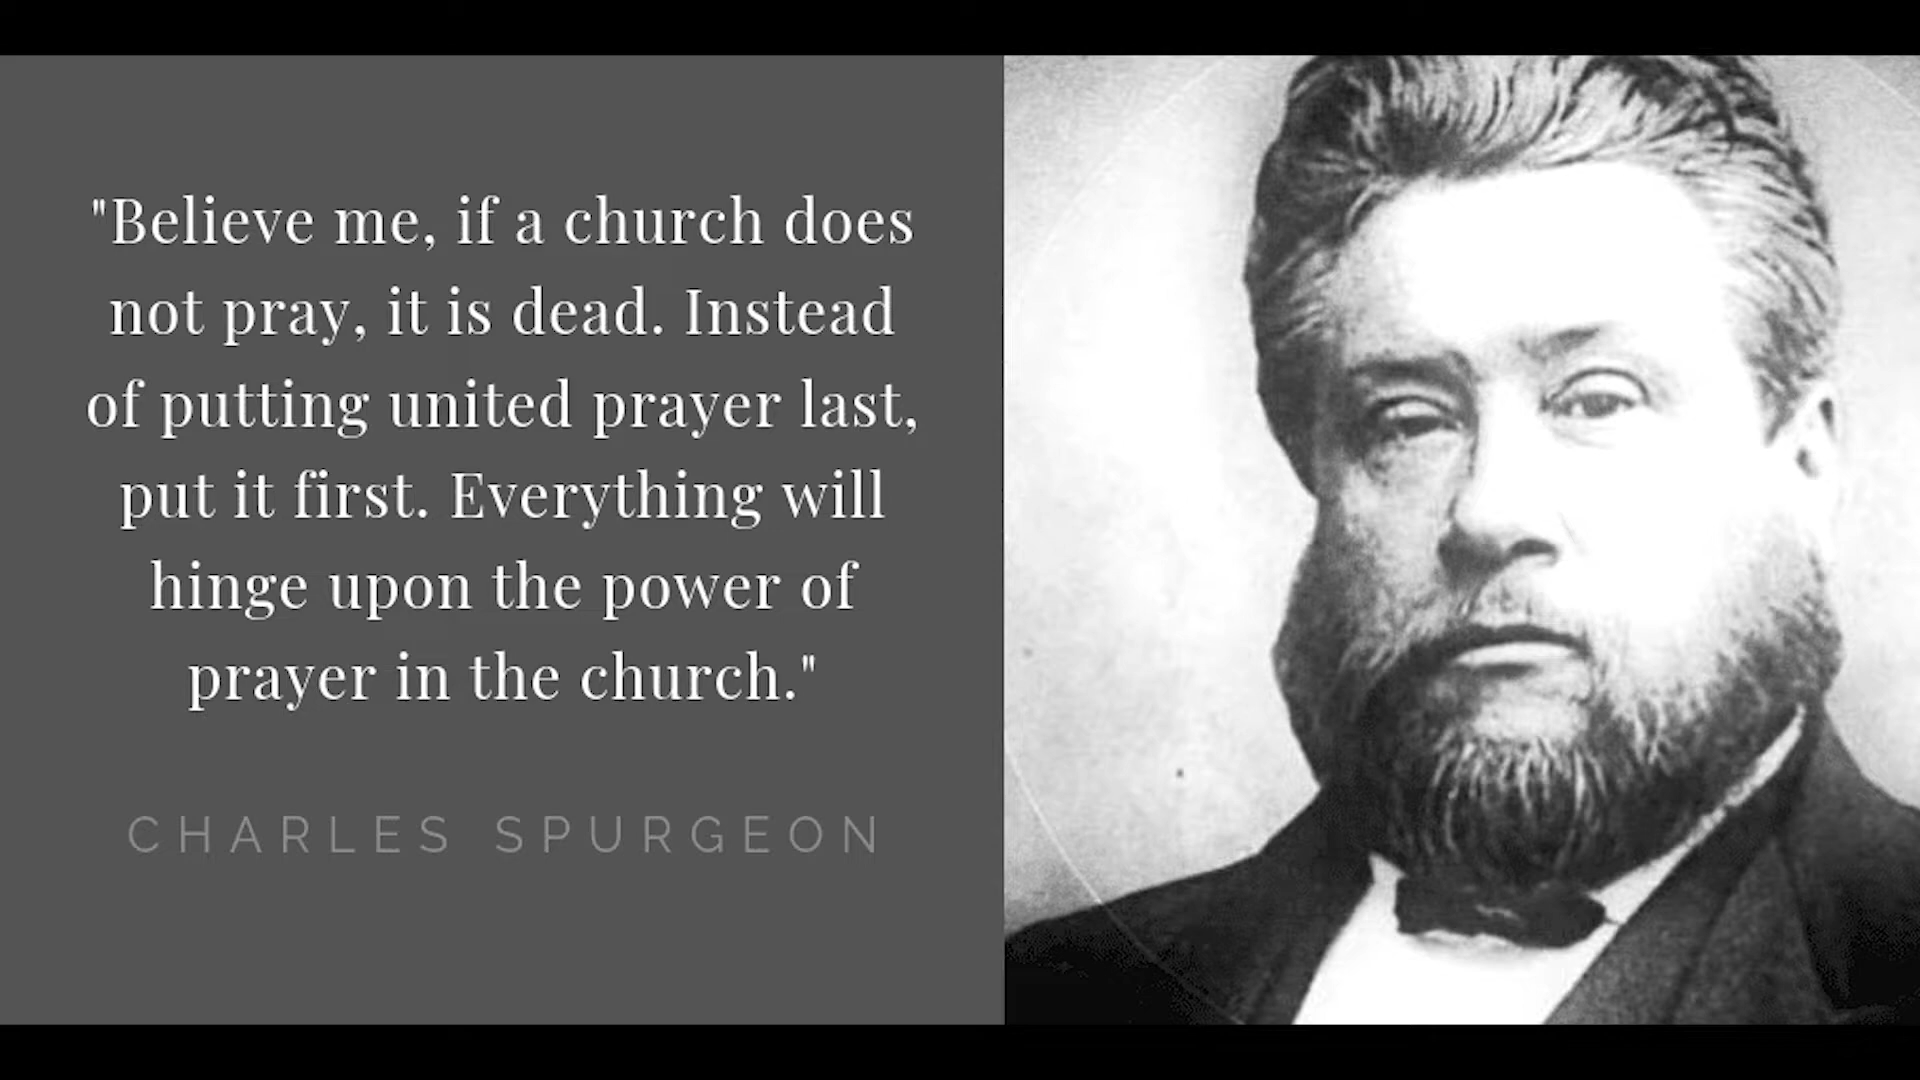 "Believe me, if a church does
not pray, it is dead. Instead
of putting united prayer last,
put it first. Everything will
hinge upon the power of
prayer in the church."
CHARLES SPURGEON